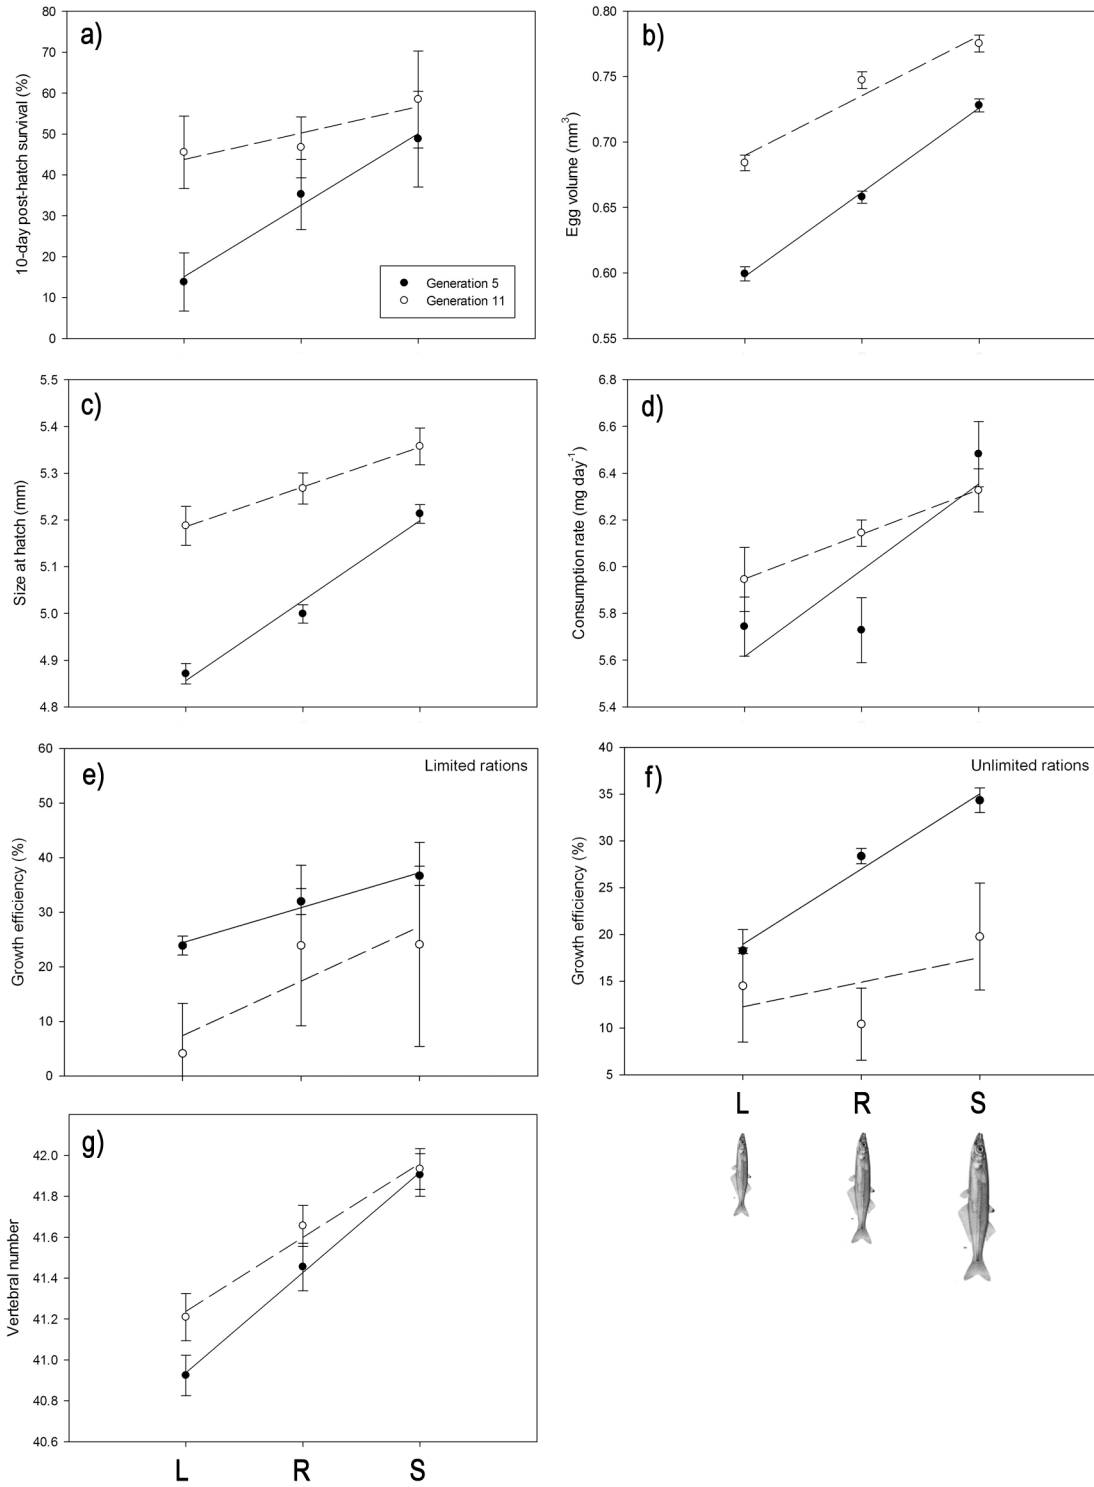 a)
10-day post-hatch survival (%)
80
70
60
50
40
30
20
10
0
Generation 5
Generation 11
b)
Egg volume (mm³)
0.80
0.75
0.70
0.65
0.60
0.55
c)
Size at hatch (mm)
5.5
5.4
5.3
5.2
5.1
5.0
4.9
4.8
d)
Consumption rate (mg day⁻¹)
6.8
6.6
6.4
6.2
6.0
5.8
5.6
5.4
e)
Limited rations
Growth efficiency (%)
60
50
40
30
20
10
0
f)
Unlimited rations
Growth efficiency (%)
40
35
30
25
20
15
10
5
L R S
g)
Vertebral number
42.0
41.8
41.6
41.4
41.2
41.0
40.8
40.6
L R S